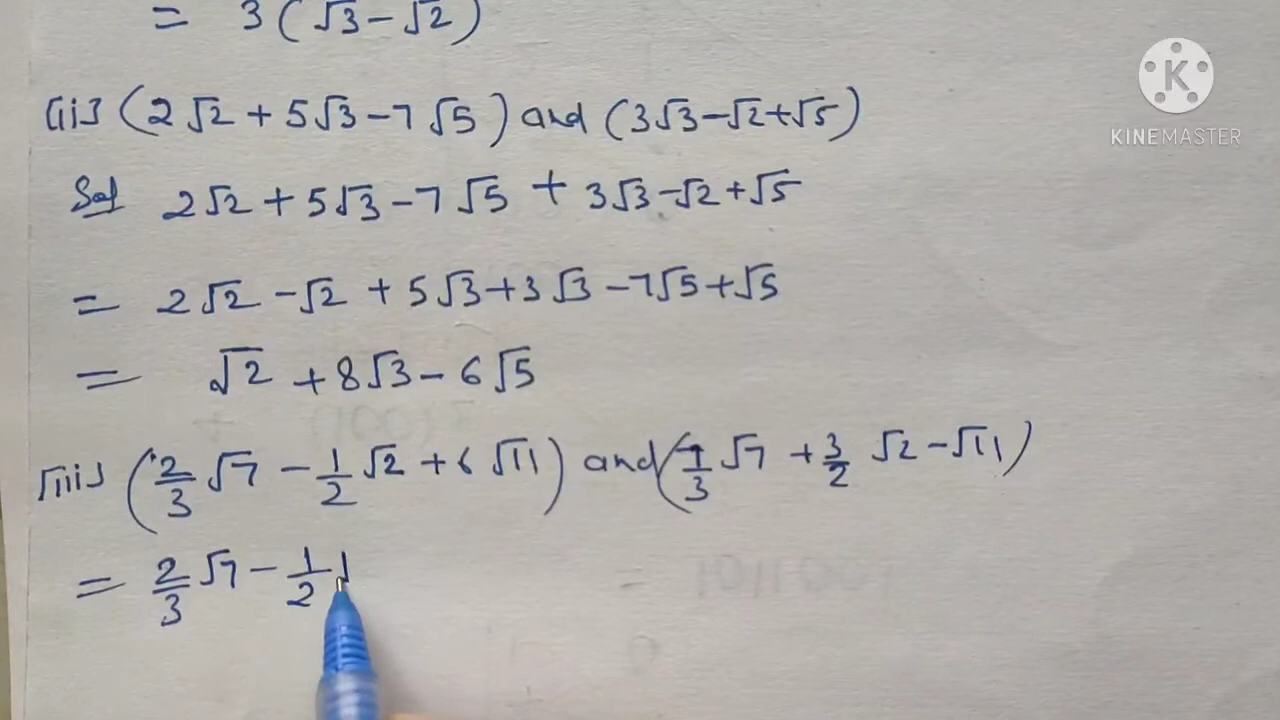 = 3(√3-√2)
K
KINEMASTER
(ii) (2√2 + 5√3 - 7√5) and (3√3 - √2 + √5)
Sol 2√2 + 5√3 - 7√5 + 3√3 - √2 + √5
= 2√2 - √2 + 5√3 + 3√3 - 7√5 + √5
= √2 + 8√3 - 6√5
(iii) (2/3 √7 - 1/2 √2 + 6√11) and (1/3 √7 + 3/2 √2 - √11)
= 2/3 √7 - 1/2